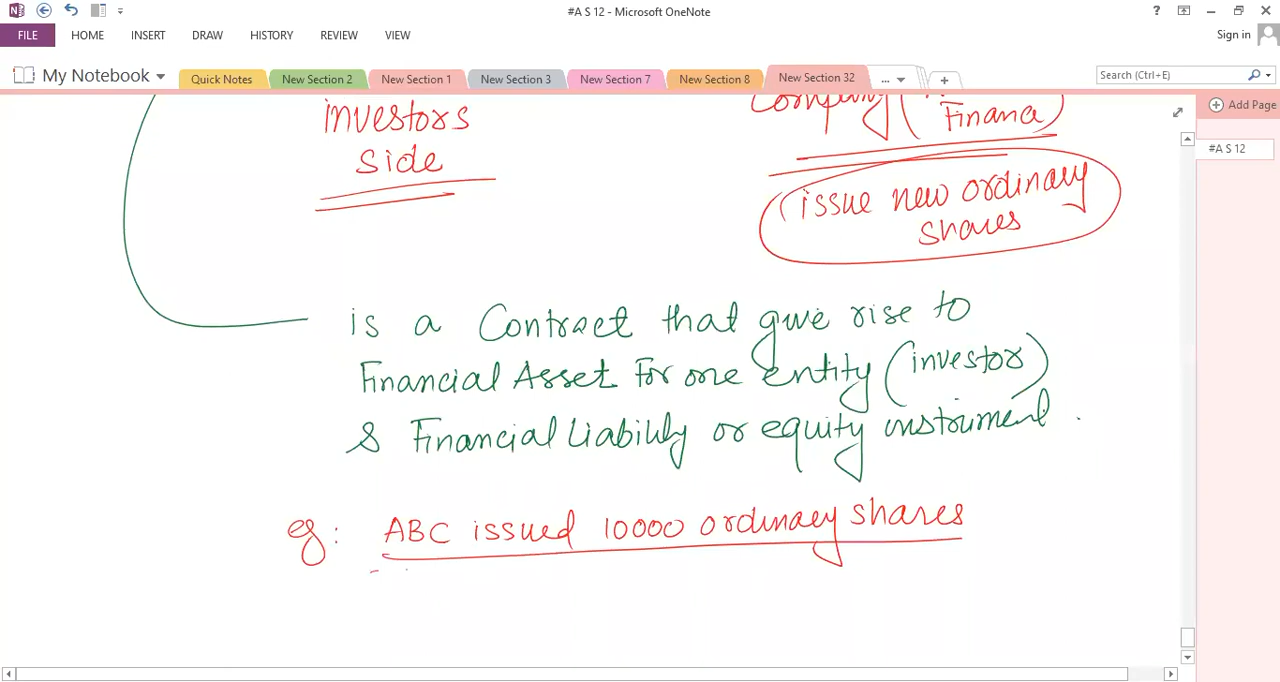 #A S 12 - Microsoft OneNote
?
FILE HOME INSERT DRAW HISTORY REVIEW VIEW
Sign in
My Notebook
Quick Notes New Section 2 New Section 1 New Section 3 New Section 7 New Section 8 New Section 32 ... +
Search (Ctrl+E)
Add Page
#A S 12
investors
side
Company (
Financa)
(issue new ordinary
shares
is a Contract that give rise to
Financial Asset For one entity (investor)
& Financial Liability or equity instrument.
eg: ABC issued 10000 ordinary shares